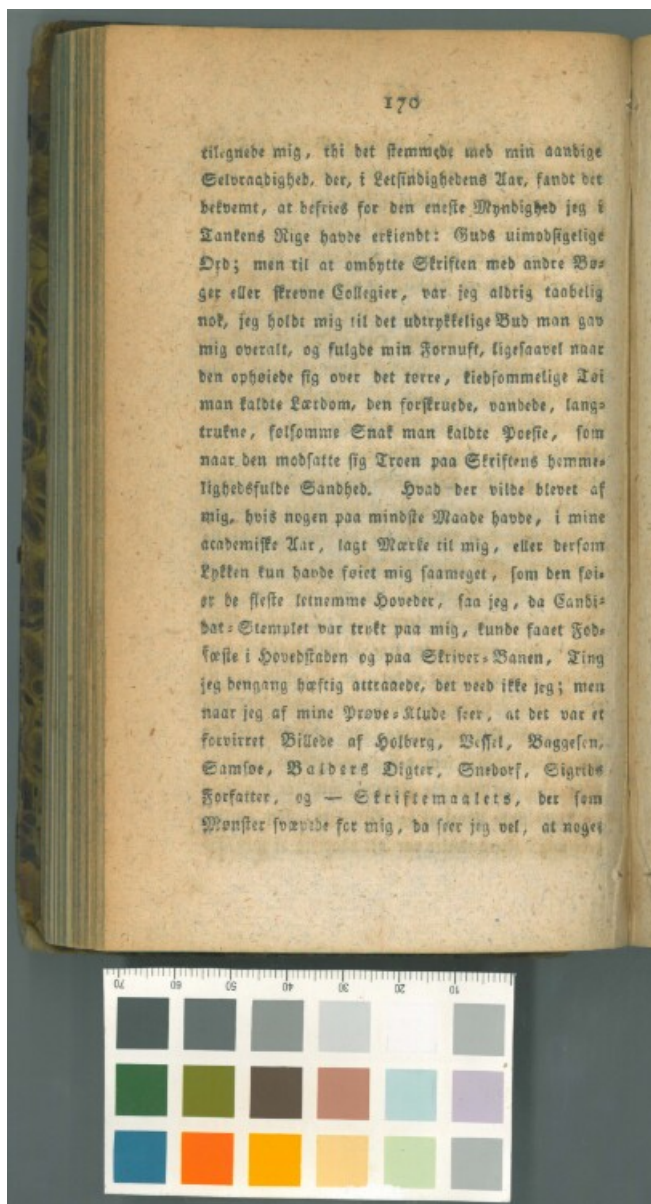 170
tilegnede mig, thi det stemmede med min aandige
Selvraadighed, der, i Letsindighedens Aar, fandt det
bekvemt, at befries for den eneste Myndighed jeg i
Tankens Rige havde erkiendt: Guds uimodsigelige
Ord; men til at ombytte Skriften med andre Bø-
ger eller skrevne Collegier, var jeg aldrig taabelig
nok, jeg holdt mig til det udtrykkelige Bud man gav
mig overalt, og fulgde min Fornuft, ligesaavel naar
den ophøiede sig over det tørre, kiedsommelige Tøi
man kaldte Lærdom, den forskruede, vandede, lang-
trukne, følsomme Snak man kaldte Poesie, som
naar den modsatte sig Troen paa Skriftens hemme-
lighedsfulde Sandhed. Hvad der vilde blevet af
mig, hvis nogen paa mindste Maade havde, i mine
academiske Aar, lagt Mærke til mig, eller dersom
Lykken kun havde føiet mig saameget, som den føi-
er de fleste letnemme Hoveder, saa jeg, da Candi-
dat-Stemplet var trykt paa mig, kunde faaet Fod-
fæste i Hovedstaden og paa Skriver-Banen, Ting
jeg dengang hæftig attraaede, det veed ikke jeg; men
naar jeg af mine Prøve-Klude seer, at det var et
forvirret Billede af Holberg, Vessel, Baggesen,
Samsøe, Balders Digter, Snedorf, Sigrids
Forfatter, og — Skriftemaalets, der som
Mønster svævede for mig, da seer jeg vel, at noget
70 60 50 40 30 20 10